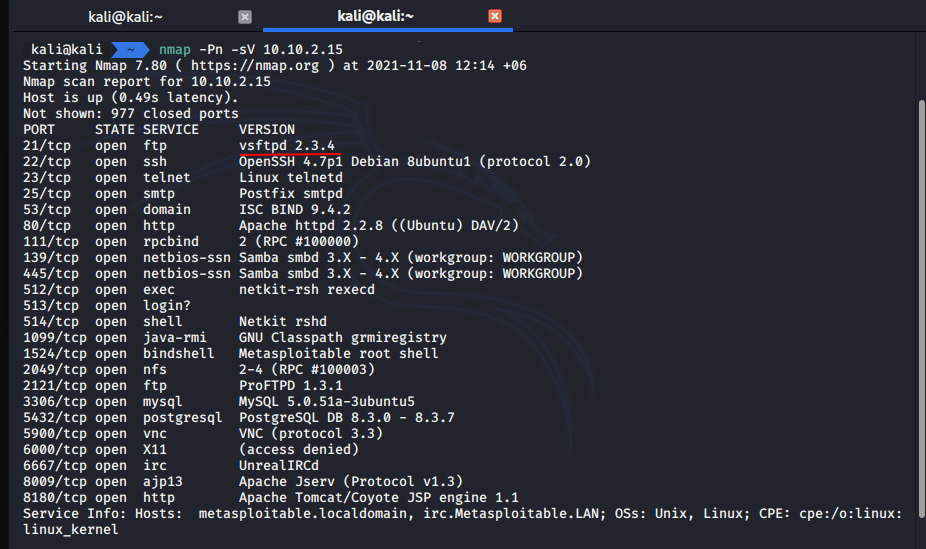 kali@kali:~
kali@kali:~
kali@kali ~ nmap -Pn -sV 10.10.2.15
Starting Nmap 7.80 ( https://nmap.org ) at 2021-11-08 12:14 +06
Nmap scan report for 10.10.2.15
Host is up (0.49s latency).
Not shown: 977 closed ports
PORT     STATE SERVICE     VERSION
21/tcp   open  ftp         vsftpd 2.3.4
22/tcp   open  ssh         OpenSSH 4.7p1 Debian 8ubuntu1 (protocol 2.0)
23/tcp   open  telnet      Linux telnetd
25/tcp   open  smtp        Postfix smtpd
53/tcp   open  domain      ISC BIND 9.4.2
80/tcp   open  http        Apache httpd 2.2.8 ((Ubuntu) DAV/2)
111/tcp  open  rpcbind     2 (RPC #100000)
139/tcp  open  netbios-ssn Samba smbd 3.X - 4.X (workgroup: WORKGROUP)
445/tcp  open  netbios-ssn Samba smbd 3.X - 4.X (workgroup: WORKGROUP)
512/tcp  open  exec        netkit-rsh rexecd
513/tcp  open  login?
514/tcp  open  shell       Netkit rshd
1099/tcp open  java-rmi    GNU Classpath grmiregistry
1524/tcp open  bindshell   Metasploitable root shell
2049/tcp open  nfs         2-4 (RPC #100003)
2121/tcp open  ftp         ProFTPD 1.3.1
3306/tcp open  mysql       MySQL 5.0.51a-3ubuntu5
5432/tcp open  postgresql  PostgreSQL DB 8.3.0 - 8.3.7
5900/tcp open  vnc         VNC (protocol 3.3)
6000/tcp open  X11         (access denied)
6667/tcp open  irc         UnrealIRCd
8009/tcp open  ajp13       Apache Jserv (Protocol v1.3)
8180/tcp open  http        Apache Tomcat/Coyote JSP engine 1.1
Service Info: Hosts:  metasploitable.localdomain, irc.Metasploitable.LAN; OSs: Unix, Linux; CPE: cpe:/o:linux:
linux_kernel